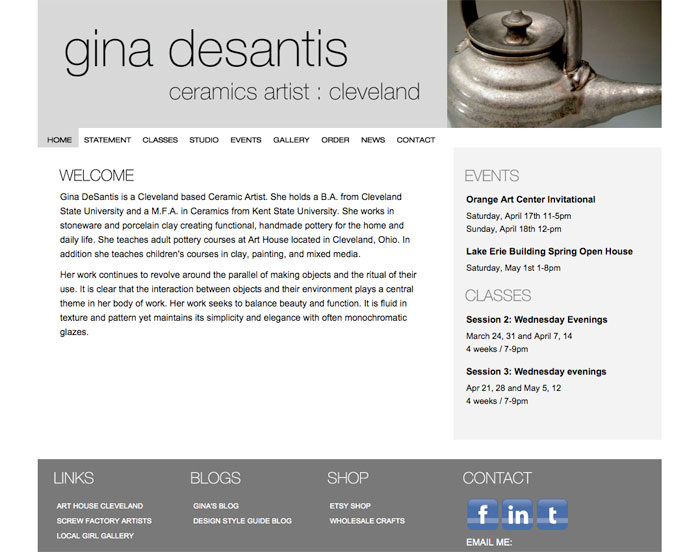 gina desantis
ceramics artist : cleveland
HOME STATEMENT CLASSES STUDIO EVENTS GALLERY ORDER NEWS CONTACT
WELCOME
Gina DeSantis is a Cleveland based Ceramic Artist. She holds a B.A. from Cleveland
State University and a M.F.A. in Ceramics from Kent State University. She works in
stoneware and porcelain clay creating functional, handmade pottery for the home and
daily life. She teaches adult pottery courses at Art House located in Cleveland, Ohio. In
addition she teaches children's courses in clay, painting, and mixed media.
Her work continues to revolve around the parallel of making objects and the ritual of their
use. It is clear that the interaction between objects and their environment plays a central
theme in her body of work. Her work seeks to balance beauty and function. It is fluid in
texture and pattern yet maintains its simplicity and elegance with often monochromatic
glazes.
EVENTS
Orange Art Center Invitational
Saturday, April 17th 11-5pm
Sunday, April 18th 12-pm
Lake Erie Building Spring Open House
Saturday, May 1st 1-8pm
CLASSES
Session 2: Wednesday Evenings
March 24, 31 and April 7, 14
4 weeks / 7-9pm
Session 3: Wednesday evenings
Apr 21, 28 and May 5, 12
4 weeks / 7-9pm
LINKS
ART HOUSE CLEVELAND
SCREW FACTORY ARTISTS
LOCAL GIRL GALLERY
BLOGS
GINA'S BLOG
DESIGN STYLE GUIDE BLOG
SHOP
ETSY SHOP
WHOLESALE CRAFTS
CONTACT
f in t
EMAIL ME: